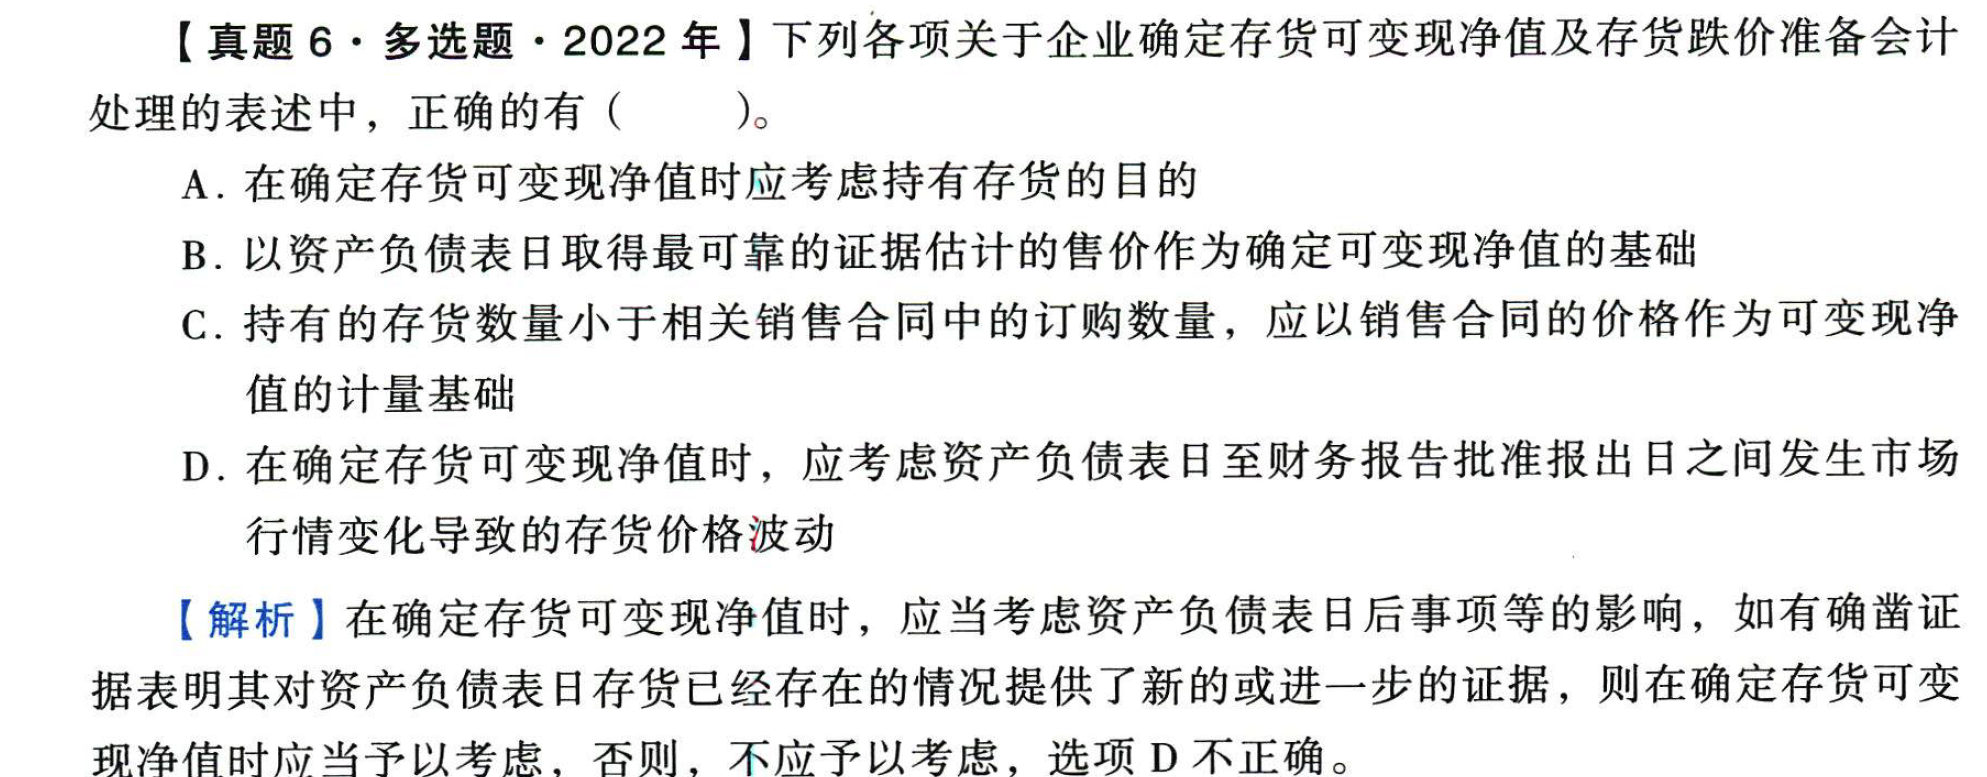 【真题6·多选题·2022年】下列各项关于企业确定存货可变现净值及存货跌价准备会计
处理的表述中，正确的有（　　）。
A. 在确定存货可变现净值时应考虑持有存货的目的
B. 以资产负债表日取得最可靠的证据估计的售价作为确定可变现净值的基础
C. 持有的存货数量小于相关销售合同中的订购数量，应以销售合同的价格作为可变现净
值的计量基础
D. 在确定存货可变现净值时，应考虑资产负债表日至财务报告批准报出日之间发生市场
行情变化导致的存货价格波动
【解析】在确定存货可变现净值时，应当考虑资产负债表日后事项等的影响，如有确凿证
据表明其对资产负债表日存货已经存在的情况提供了新的或进一步的证据，则在确定存货可变
现净值时应当予以考虑，否则，不应予以考虑，选项 D 不正确。